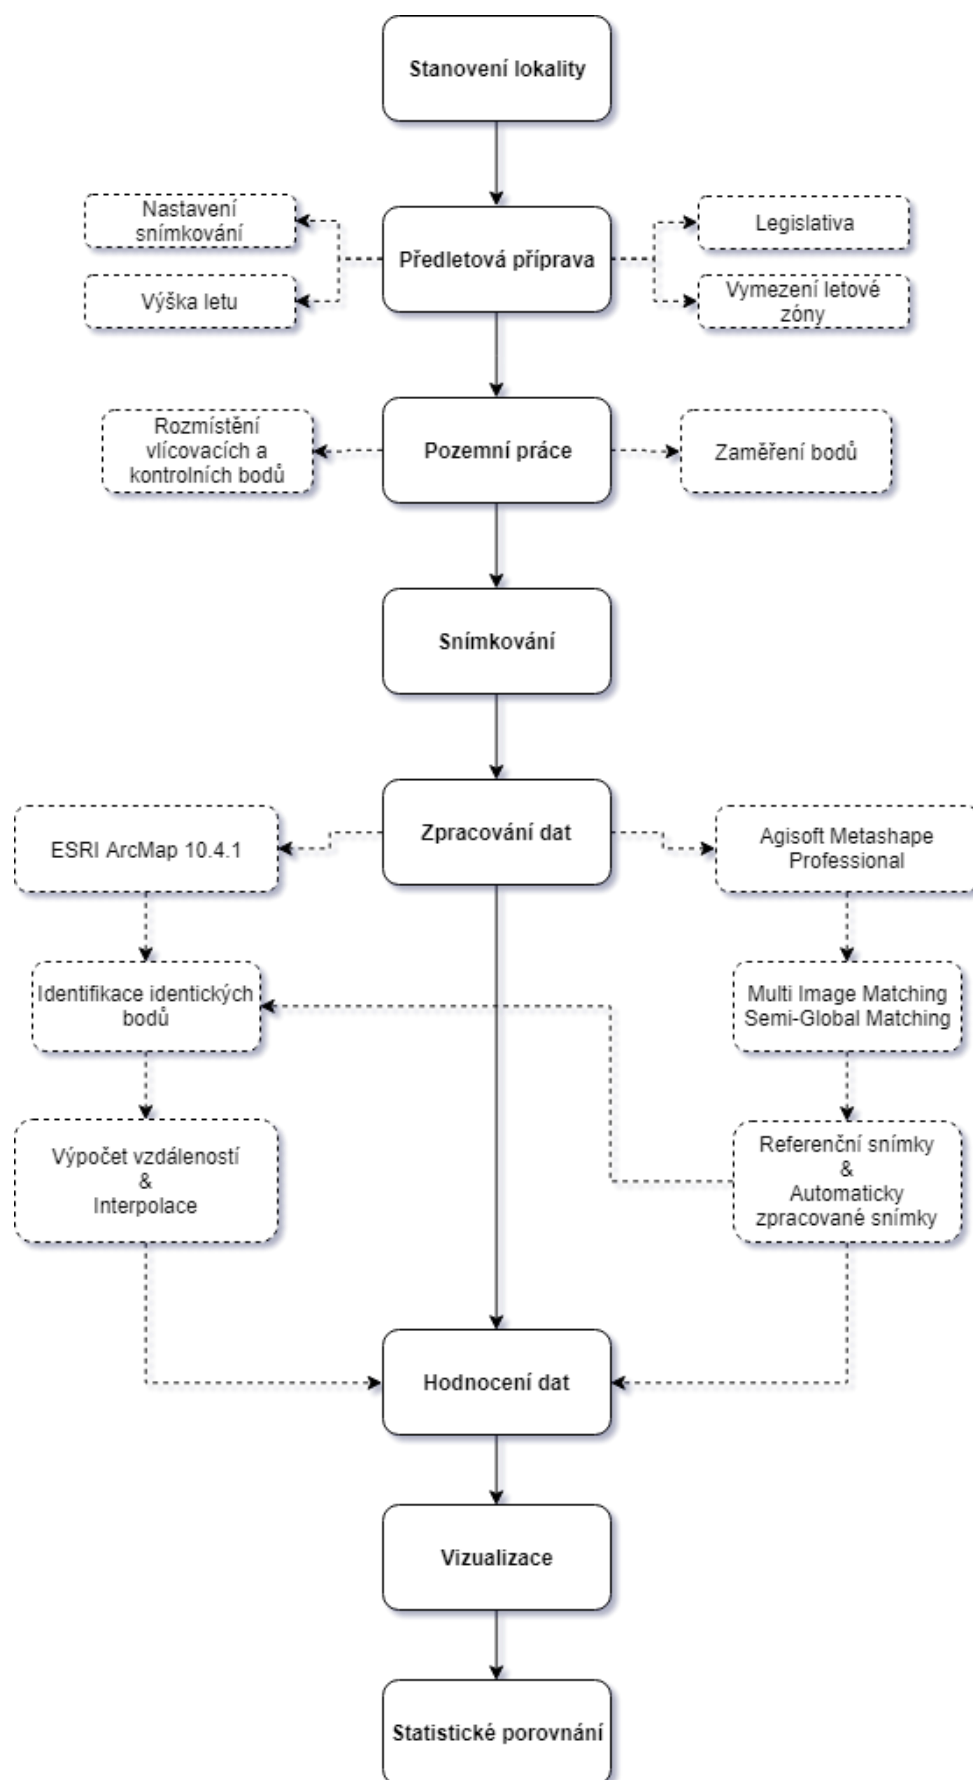 Stanovení lokality
Nastavení
snímkování
Výška letu
Předletová příprava
Legislativa
Vymezení letové
zóny
Rozmístění
vlícovacích a
kontrolních bodů
Pozemní práce
Zaměření bodů
Snímkování
Zpracování dat
ESRI ArcMap 10.4.1
Agisoft Metashape
Professional
Identifikace identických
bodů
Multi Image Matching
Semi-Global Matching
Výpočet vzdáleností
&
Interpolace
Referenční snímky
&
Automaticky
zpracované snímky
Hodnocení dat
Vizualizace
Statistické porovnání